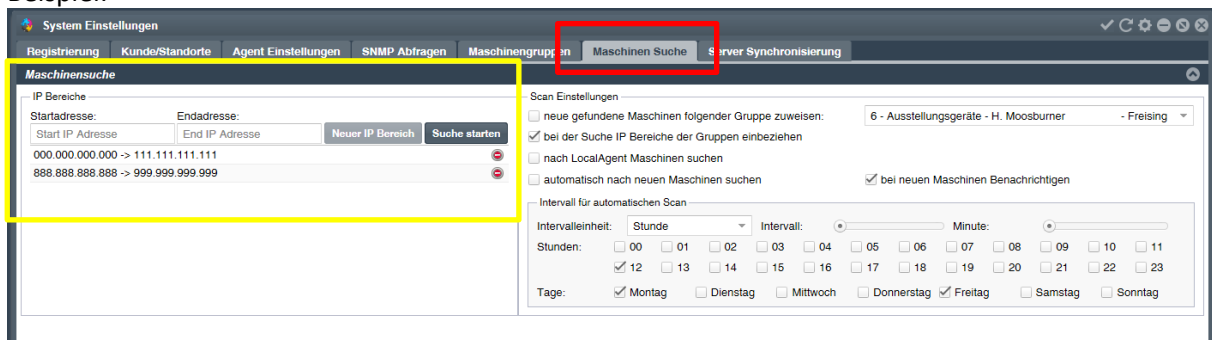 System Einstellungen
Registrierung Kunde/Standorte Agent Einstellungen SNMP Abfragen Maschinengruppen Maschinen Suche Server Synchronisierung
Maschinensuche
IP Bereiche
Startadresse: Endadresse:
Start IP Adresse End IP Adresse Neuer IP Bereich Suche starten
000.000.000.000 -> 111.111.111.111
888.888.888.888 -> 999.999.999.999
Scan Einstellungen
neue gefundene Maschinen folgender Gruppe zuweisen: 6 - Ausstellungsgeräte - H. Moosburner - Freising
bei der Suche IP Bereiche der Gruppen einbeziehen
nach LocalAgent Maschinen suchen
automatisch nach neuen Maschinen suchen bei neuen Maschinen Benachrichtigen
Intervall für automatischen Scan
Intervalleinheit: Stunde Intervall: Minute:
Stunden: 00 01 02 03 04 05 06 07 08 09 10 11
12 13 14 15 16 17 18 19 20 21 22 23
Tage: Montag Dienstag Mittwoch Donnerstag Freitag Samstag Sonntag